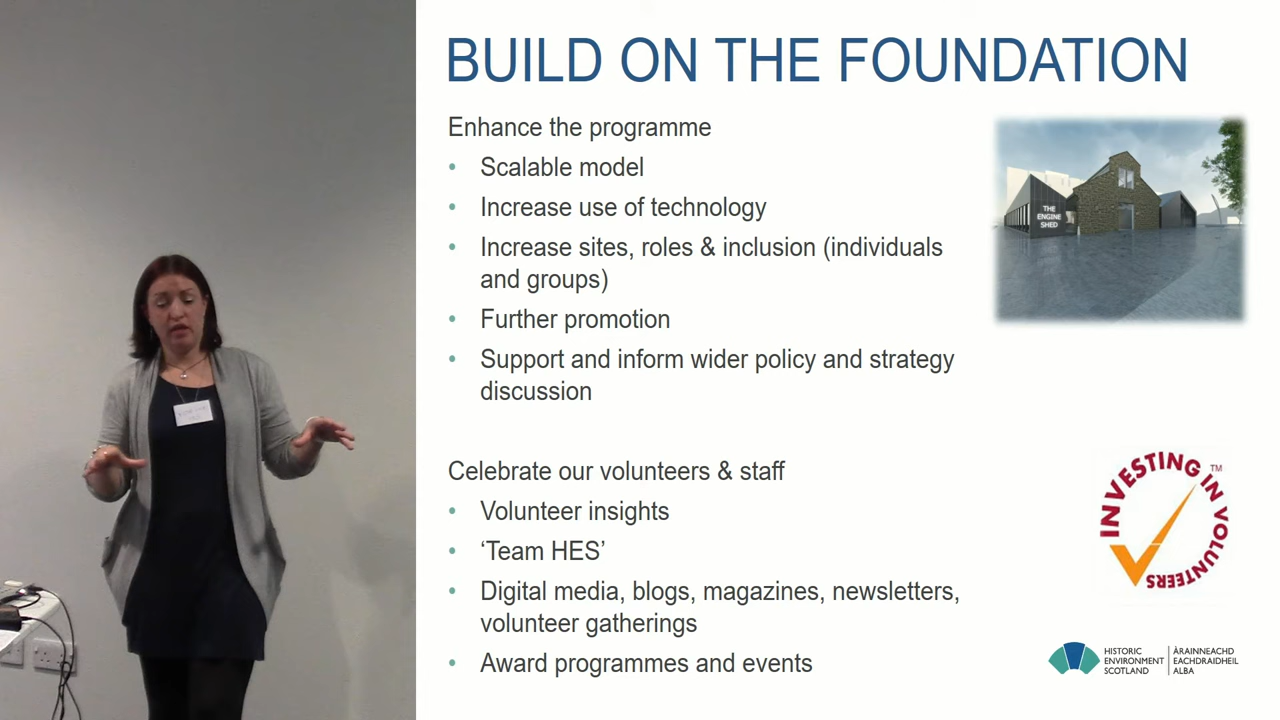 BUILD ON THE FOUNDATION
Enhance the programme
• Scalable model
• Increase use of technology
• Increase sites, roles & inclusion (individuals
and groups)
• Further promotion
• Support and inform wider policy and strategy
discussion
THE
ENGINE
SHED
Celebrate our volunteers & staff
• Volunteer insights
• ‘Team HES’
• Digital media, blogs, magazines, newsletters,
volunteer gatherings
• Award programmes and events
INVESTING IN VOLUNTEERS™
HISTORIC
ENVIRONMENT
SCOTLAND
ÀRAINNEACHD
EACHDRAIDHEIL
ALBA